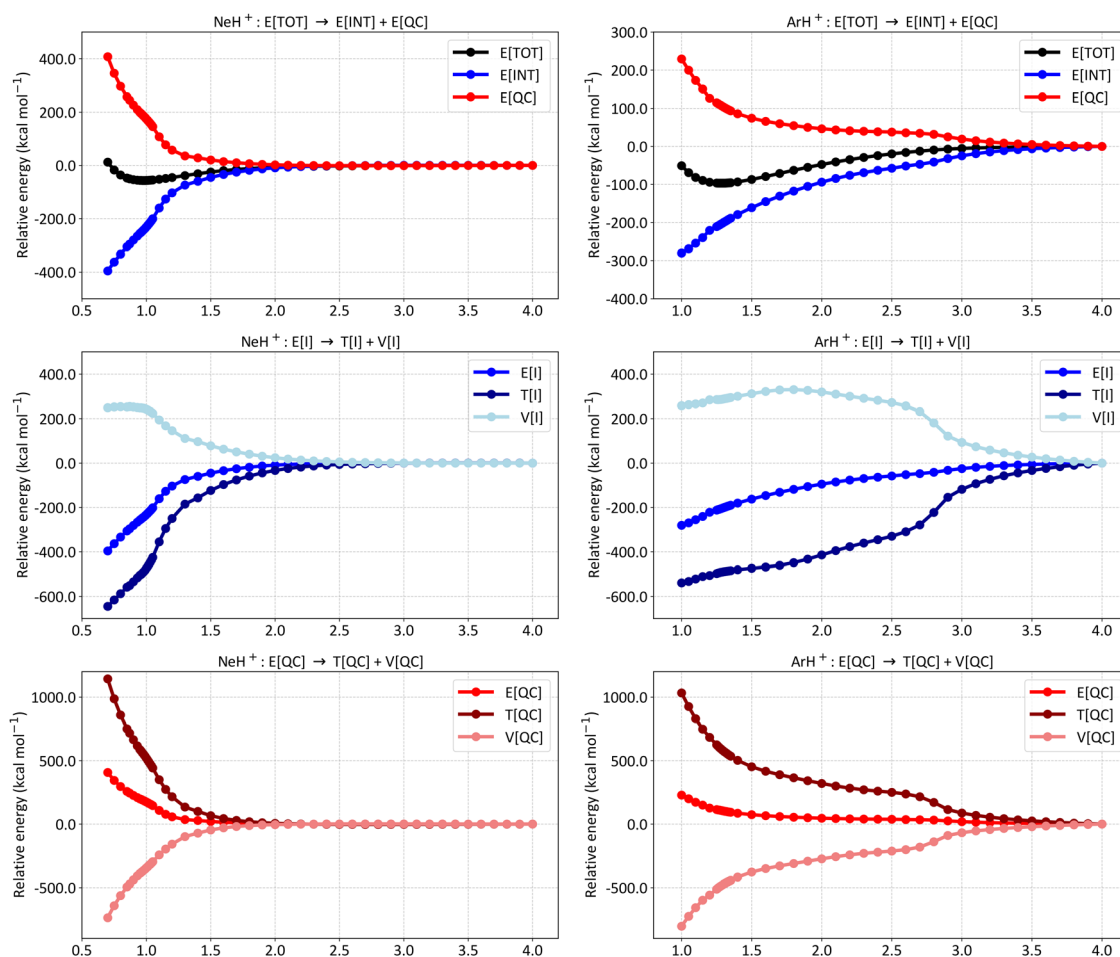 NeH⁺ : E[TOT] → E[INT] + E[QC]
Relative energy (kcal mol⁻¹)
400.0
200.0
0.0
-200.0
-400.0
E[TOT]
E[INT]
E[QC]
0.5 1.0 1.5 2.0 2.5 3.0 3.5 4.0
ArH⁺ : E[TOT] → E[INT] + E[QC]
Relative energy (kcal mol⁻¹)
300.0
200.0
100.0
0.0
-100.0
-200.0
-300.0
-400.0
E[TOT]
E[INT]
E[QC]
1.0 1.5 2.0 2.5 3.0 3.5 4.0
NeH⁺ : E[I] → T[I] + V[I]
Relative energy (kcal mol⁻¹)
400.0
200.0
0.0
-200.0
-400.0
-600.0
E[I]
T[I]
V[I]
0.5 1.0 1.5 2.0 2.5 3.0 3.5 4.0
ArH⁺ : E[I] → T[I] + V[I]
Relative energy (kcal mol⁻¹)
400.0
200.0
0.0
-200.0
-400.0
-600.0
E[I]
T[I]
V[I]
1.0 1.5 2.0 2.5 3.0 3.5 4.0
NeH⁺ : E[QC] → T[QC] + V[QC]
Relative energy (kcal mol⁻¹)
1000.0
500.0
0.0
-500.0
E[QC]
T[QC]
V[QC]
0.5 1.0 1.5 2.0 2.5 3.0 3.5 4.0
ArH⁺ : E[QC] → T[QC] + V[QC]
Relative energy (kcal mol⁻¹)
1000.0
500.0
0.0
-500.0
E[QC]
T[QC]
V[QC]
1.0 1.5 2.0 2.5 3.0 3.5 4.0